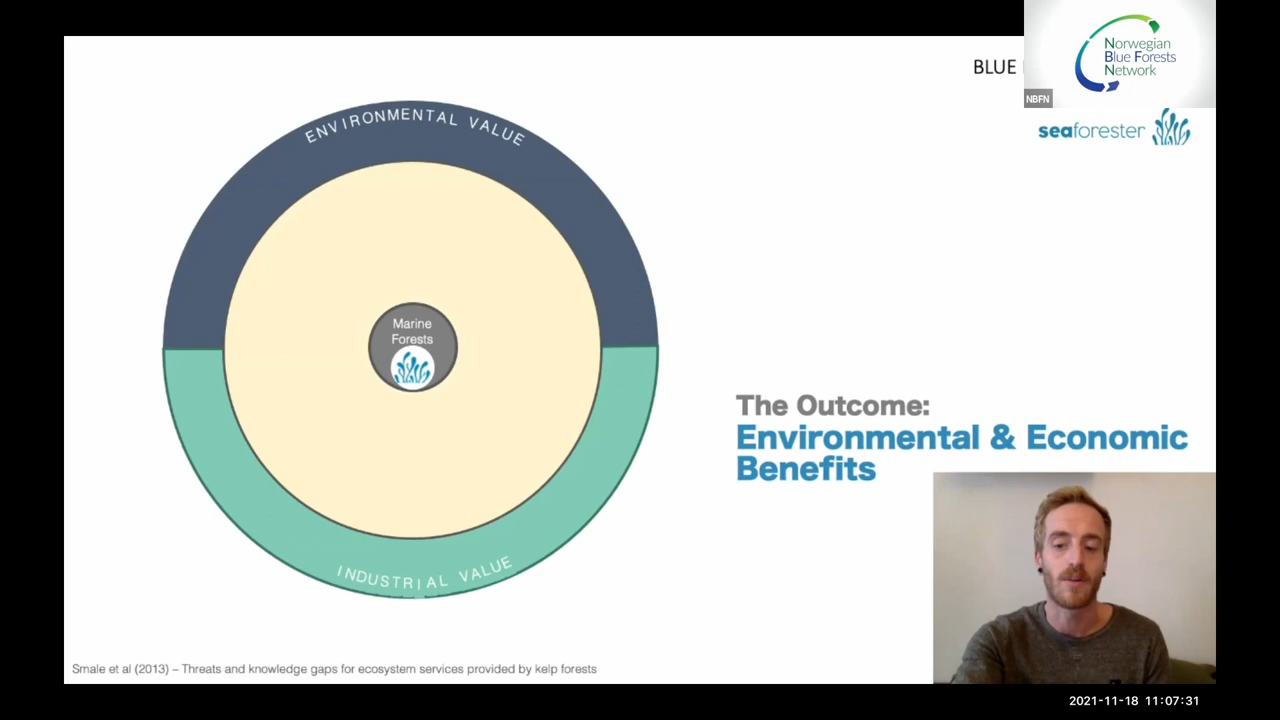 BLUE
Norwegian
Blue Forests
Network
NBFN
seaforester
ENVIRONMENTAL VALUE
Marine
Forests
INDUSTRIAL VALUE
The Outcome:
Environmental & Economic
Benefits
Smale et al (2013) – Threats and knowledge gaps for ecosystem services provided by kelp forests
2021-11-18 11:07:31